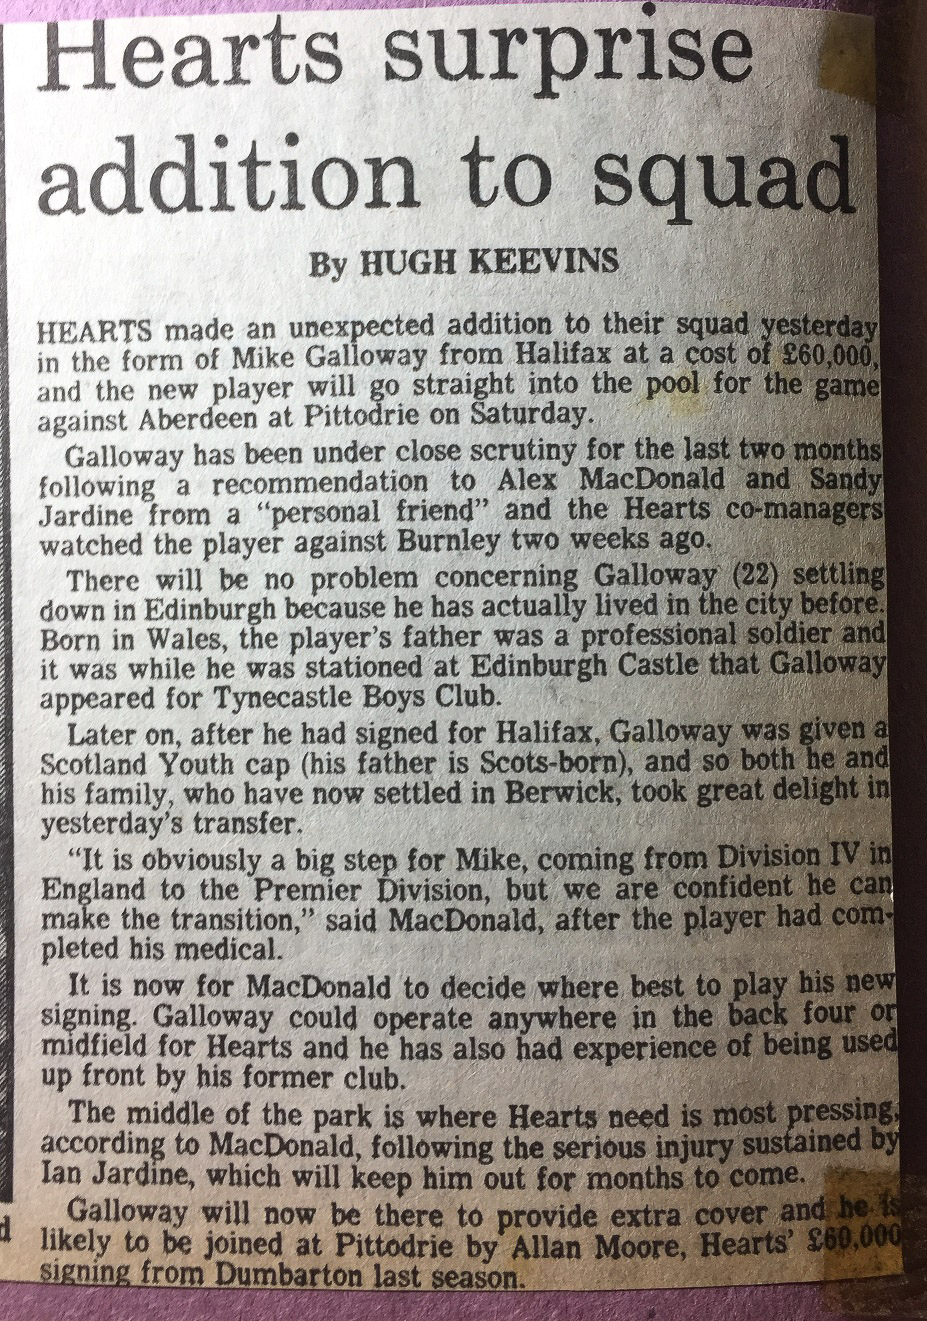 Hearts surprise
addition to squad
By HUGH KEEVINS
HEARTS made an unexpected addition to their squad yesterday
in the form of Mike Galloway from Halifax at a cost of £60,000,
and the new player will go straight into the pool for the game
against Aberdeen at Pittodrie on Saturday.
Galloway has been under close scrutiny for the last two months
following a recommendation to Alex MacDonald and Sandy
Jardine from a “personal friend” and the Hearts co-managers
watched the player against Burnley two weeks ago.
There will be no problem concerning Galloway (22) settling
down in Edinburgh because he has actually lived in the city before.
Born in Wales, the player’s father was a professional soldier and
it was while he was stationed at Edinburgh Castle that Galloway
appeared for Tynecastle Boys Club.
Later on, after he had signed for Halifax, Galloway was given a
Scotland Youth cap (his father is Scots-born), and so both he and
his family, who have now settled in Berwick, took great delight in
yesterday’s transfer.
“It is obviously a big step for Mike, coming from Division IV in
England to the Premier Division, but we are confident he can
make the transition,” said MacDonald, after the player had com-
pleted his medical.
It is now for MacDonald to decide where best to play his new
signing. Galloway could operate anywhere in the back four or
midfield for Hearts and he has also had experience of being used
up front by his former club.
The middle of the park is where Hearts need is most pressing,
according to MacDonald, following the serious injury sustained by
Ian Jardine, which will keep him out for months to come.
Galloway will now be there to provide extra cover and he is
likely to be joined at Pittodrie by Allan Moore, Hearts’ £60,000
signing from Dumbarton last season.
d